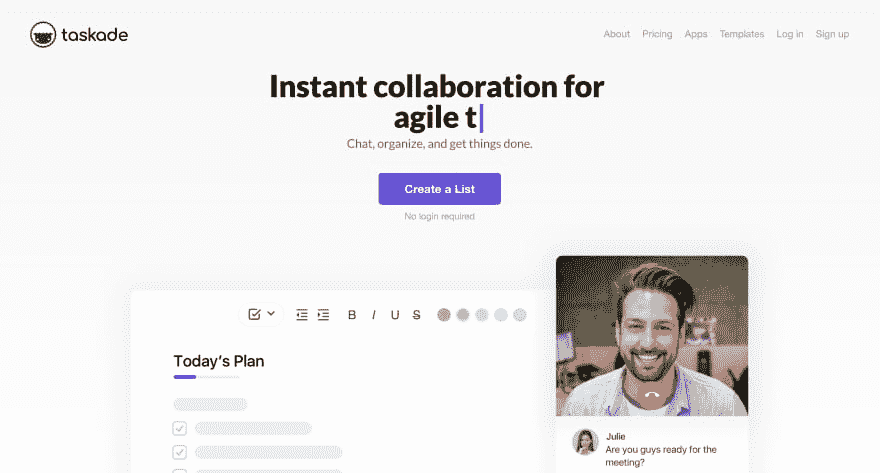 taskade
About Pricing Apps Templates Log in Sign up
Instant collaboration for
agile t
Chat, organize, and get things done.
Create a List
No login required
B I U S
Today's Plan
Julie
Are you guys ready for the
meeting?